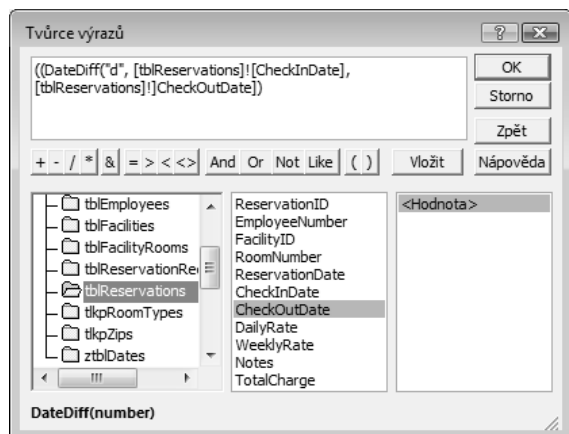 Tvůrce výrazů
((DateDiff("d", [tblReservations]![CheckInDate],
[tblReservations]!]CheckOutDate])
OK
Storno
Zpět
+ - / * & = > < <> And Or Not Like ( ) Vložit Nápověda
tblEmployees
tblFacilities
tblFacilityRooms
tblReservationRe
tblReservations
tlkpRoomTypes
tlkpZips
ztblDates
ReservationID
EmployeeNumber
FacilityID
RoomNumber
ReservationDate
CheckInDate
CheckOutDate
DailyRate
WeeklyRate
Notes
TotalCharge
<Hodnota>
DateDiff(number)